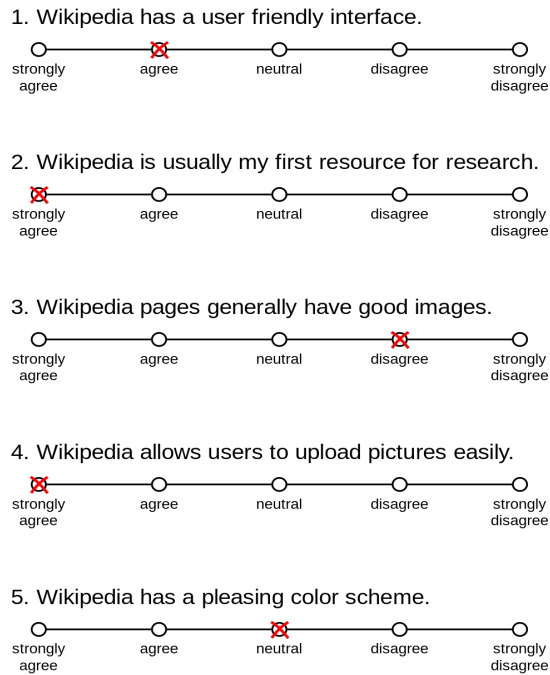 1. Wikipedia has a user friendly interface.
strongly agree neutral disagree strongly
agree disagree
2. Wikipedia is usually my first resource for research.
strongly agree neutral disagree strongly
agree disagree
3. Wikipedia pages generally have good images.
strongly agree neutral disagree strongly
agree disagree
4. Wikipedia allows users to upload pictures easily.
strongly agree neutral disagree strongly
agree disagree
5. Wikipedia has a pleasing color scheme.
strongly agree neutral disagree strongly
agree disagree